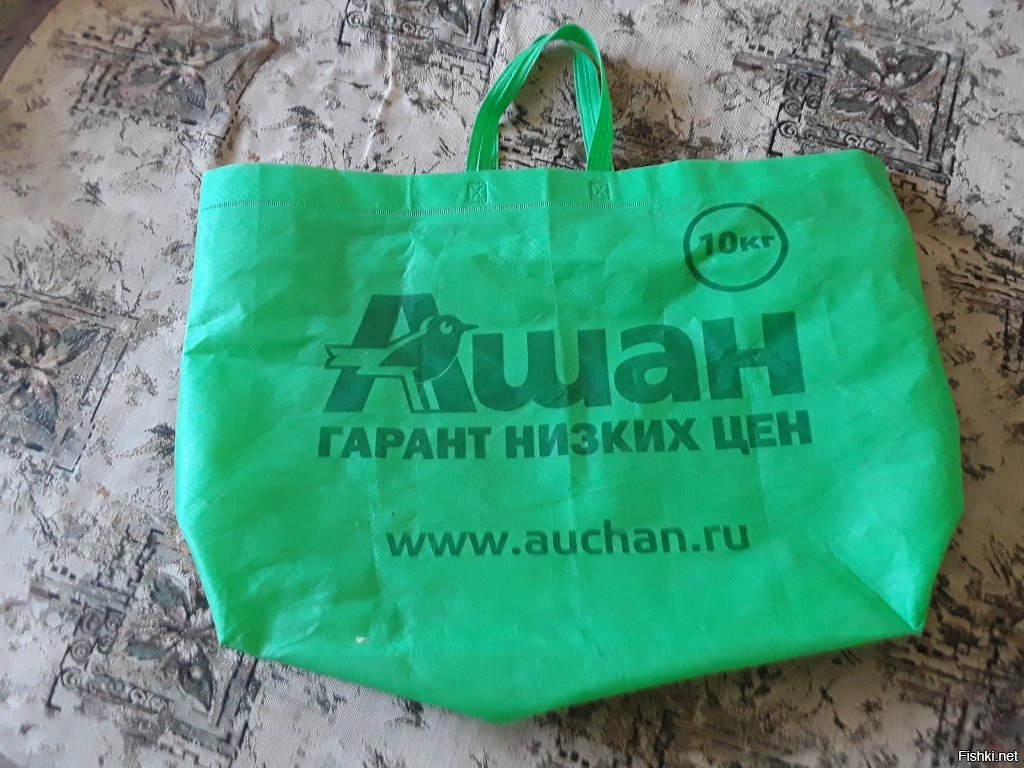 10кг
Ашан
ГАРАНТ НИЗКИХ ЦЕН
www.auchan.ru
Fishki.net